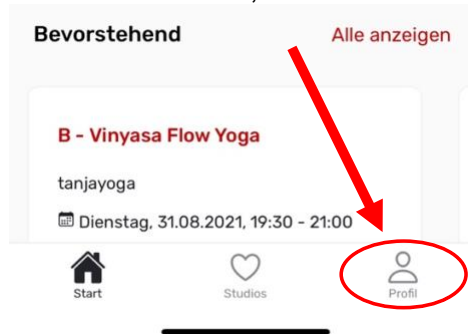 Bevorstehend Alle anzeigen
B - Vinyasa Flow Yoga
tanjayoga
Dienstag, 31.08.2021, 19:30 - 21:00
Start Studios Profil